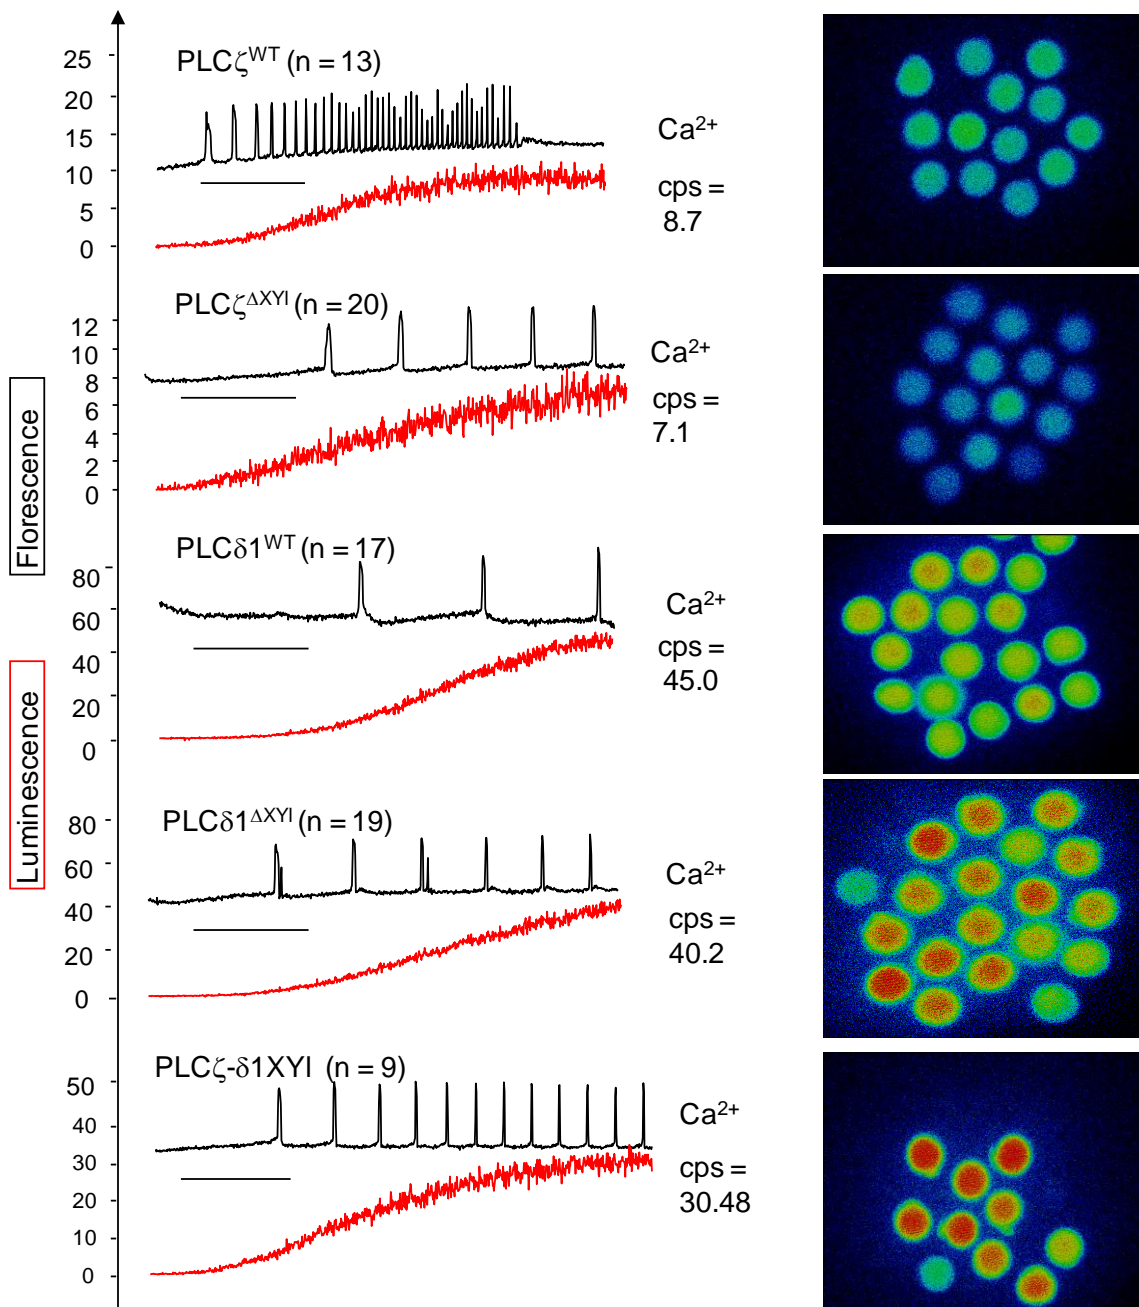 Florescence
Luminescence
25
20
15
10
5
0
PLCζWT (n = 13)
Ca2+
cps =
8.7
12
10
8
6
4
2
0
PLCζΔXYI (n = 20)
Ca2+
cps =
7.1
80
60
40
20
0
PLCδ1WT (n = 17)
Ca2+
cps =
45.0
80
60
40
20
0
PLCδ1ΔXYI (n = 19)
Ca2+
cps =
40.2
50
40
30
20
10
0
PLCζ-δ1XYI (n = 9)
Ca2+
cps =
30.48